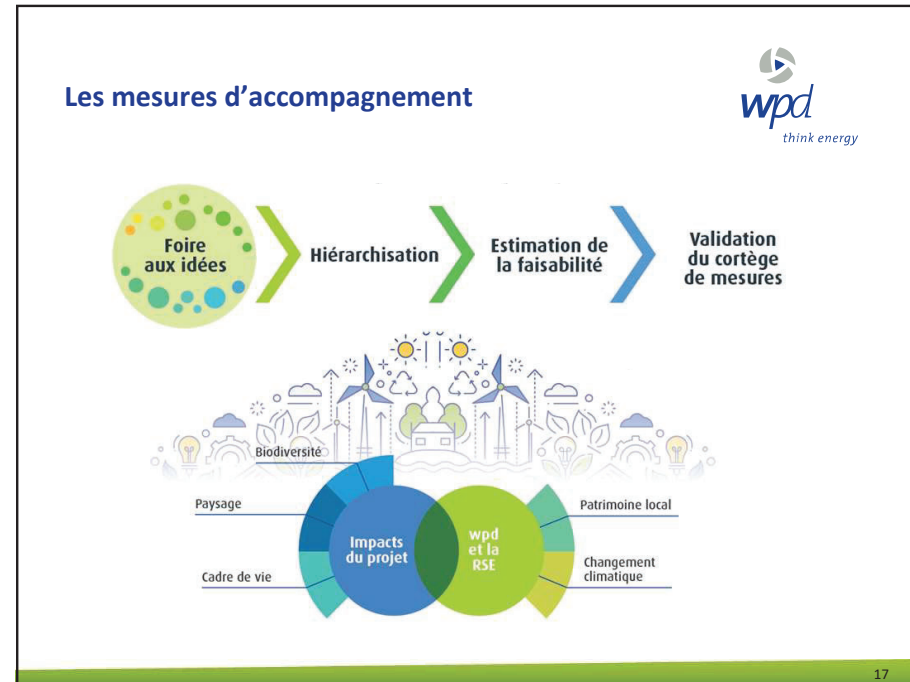 Les mesures d'accompagnement
wpd
think energy
Foire
aux idées
Hiérarchisation
Estimation de
la faisabilité
Validation
du cortège
de mesures
Biodiversité
Paysage
Cadre de vie
Impacts
du projet
wpd
et la
RSE
Patrimoine local
Changement
climatique
17